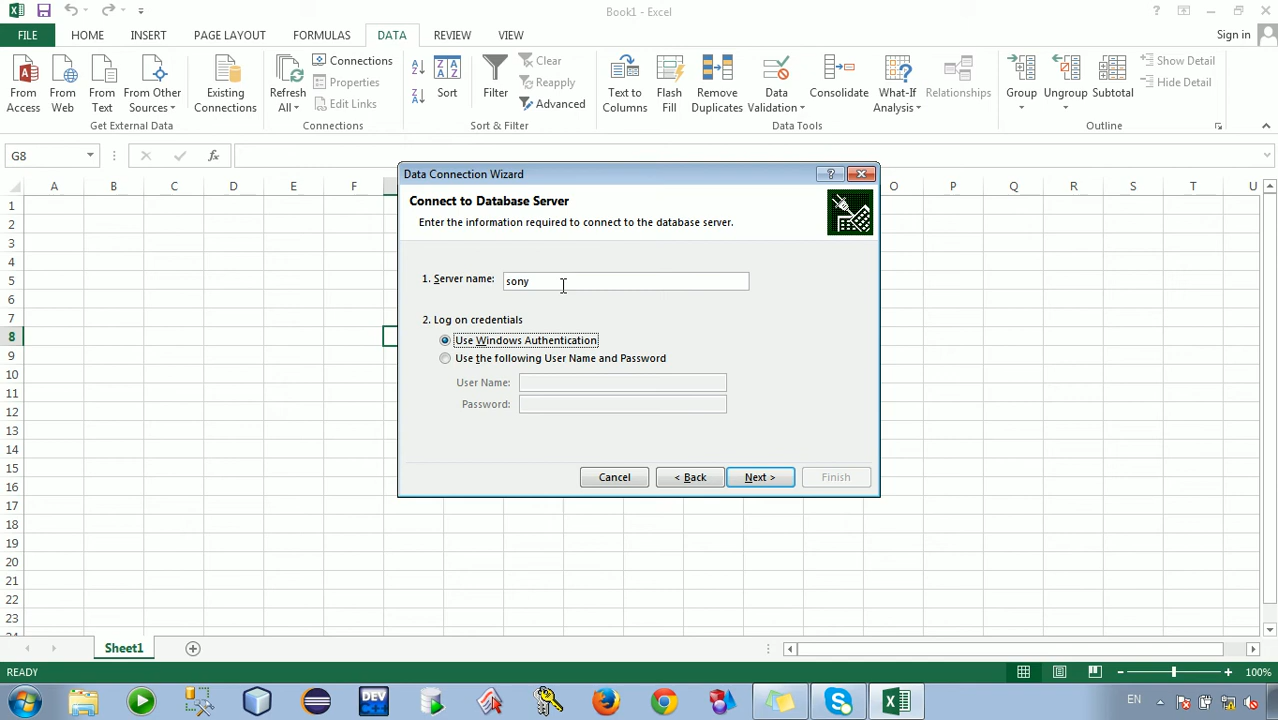 Book1 - Excel
FILE HOME INSERT PAGE LAYOUT FORMULAS DATA REVIEW VIEW Sign in
From Access
From Web
From Text
From Other Sources
Existing Connections
Get External Data
Refresh All
Connections
Properties
Edit Links
Connections
Sort
Filter
Clear
Reapply
Advanced
Sort & Filter
Text to Columns
Flash Fill
Remove Duplicates
Data Validation
Consolidate
What-If Analysis
Relationships
Data Tools
Group
Ungroup
Subtotal
Show Detail
Hide Detail
Outline
G8
fx
A B C D E F O P Q R S T U
1
2
3
4
5
6
7
8
9
10
11
12
13
14
15
16
17
18
19
20
21
22
23
Data Connection Wizard
?
Connect to Database Server
Enter the information required to connect to the database server.
1. Server name: sony
2. Log on credentials
Use Windows Authentication
Use the following User Name and Password
User Name:
Password:
Cancel < Back Next > Finish
Sheet1
READY 100%
DEV
EN